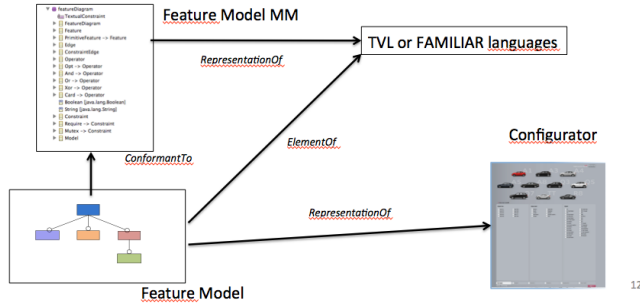 featureDiagram
TextualConstraint
FeatureDiagram
Feature
PrimitiveFeature -> Feature
Edge
ConstraintEdge
Operator
Opt -> Operator
And -> Operator
Or -> Operator
Xor -> Operator
Card -> Operator
Boolean [java.lang.Boolean]
String [java.lang.String]
Constraint
Require -> Constraint
Mutex -> Constraint
Model
Feature Model MM
RepresentationOf
TVL or FAMILIAR languages
ConformantTo
ElementOf
Configurator
RepresentationOf
Feature Model
12